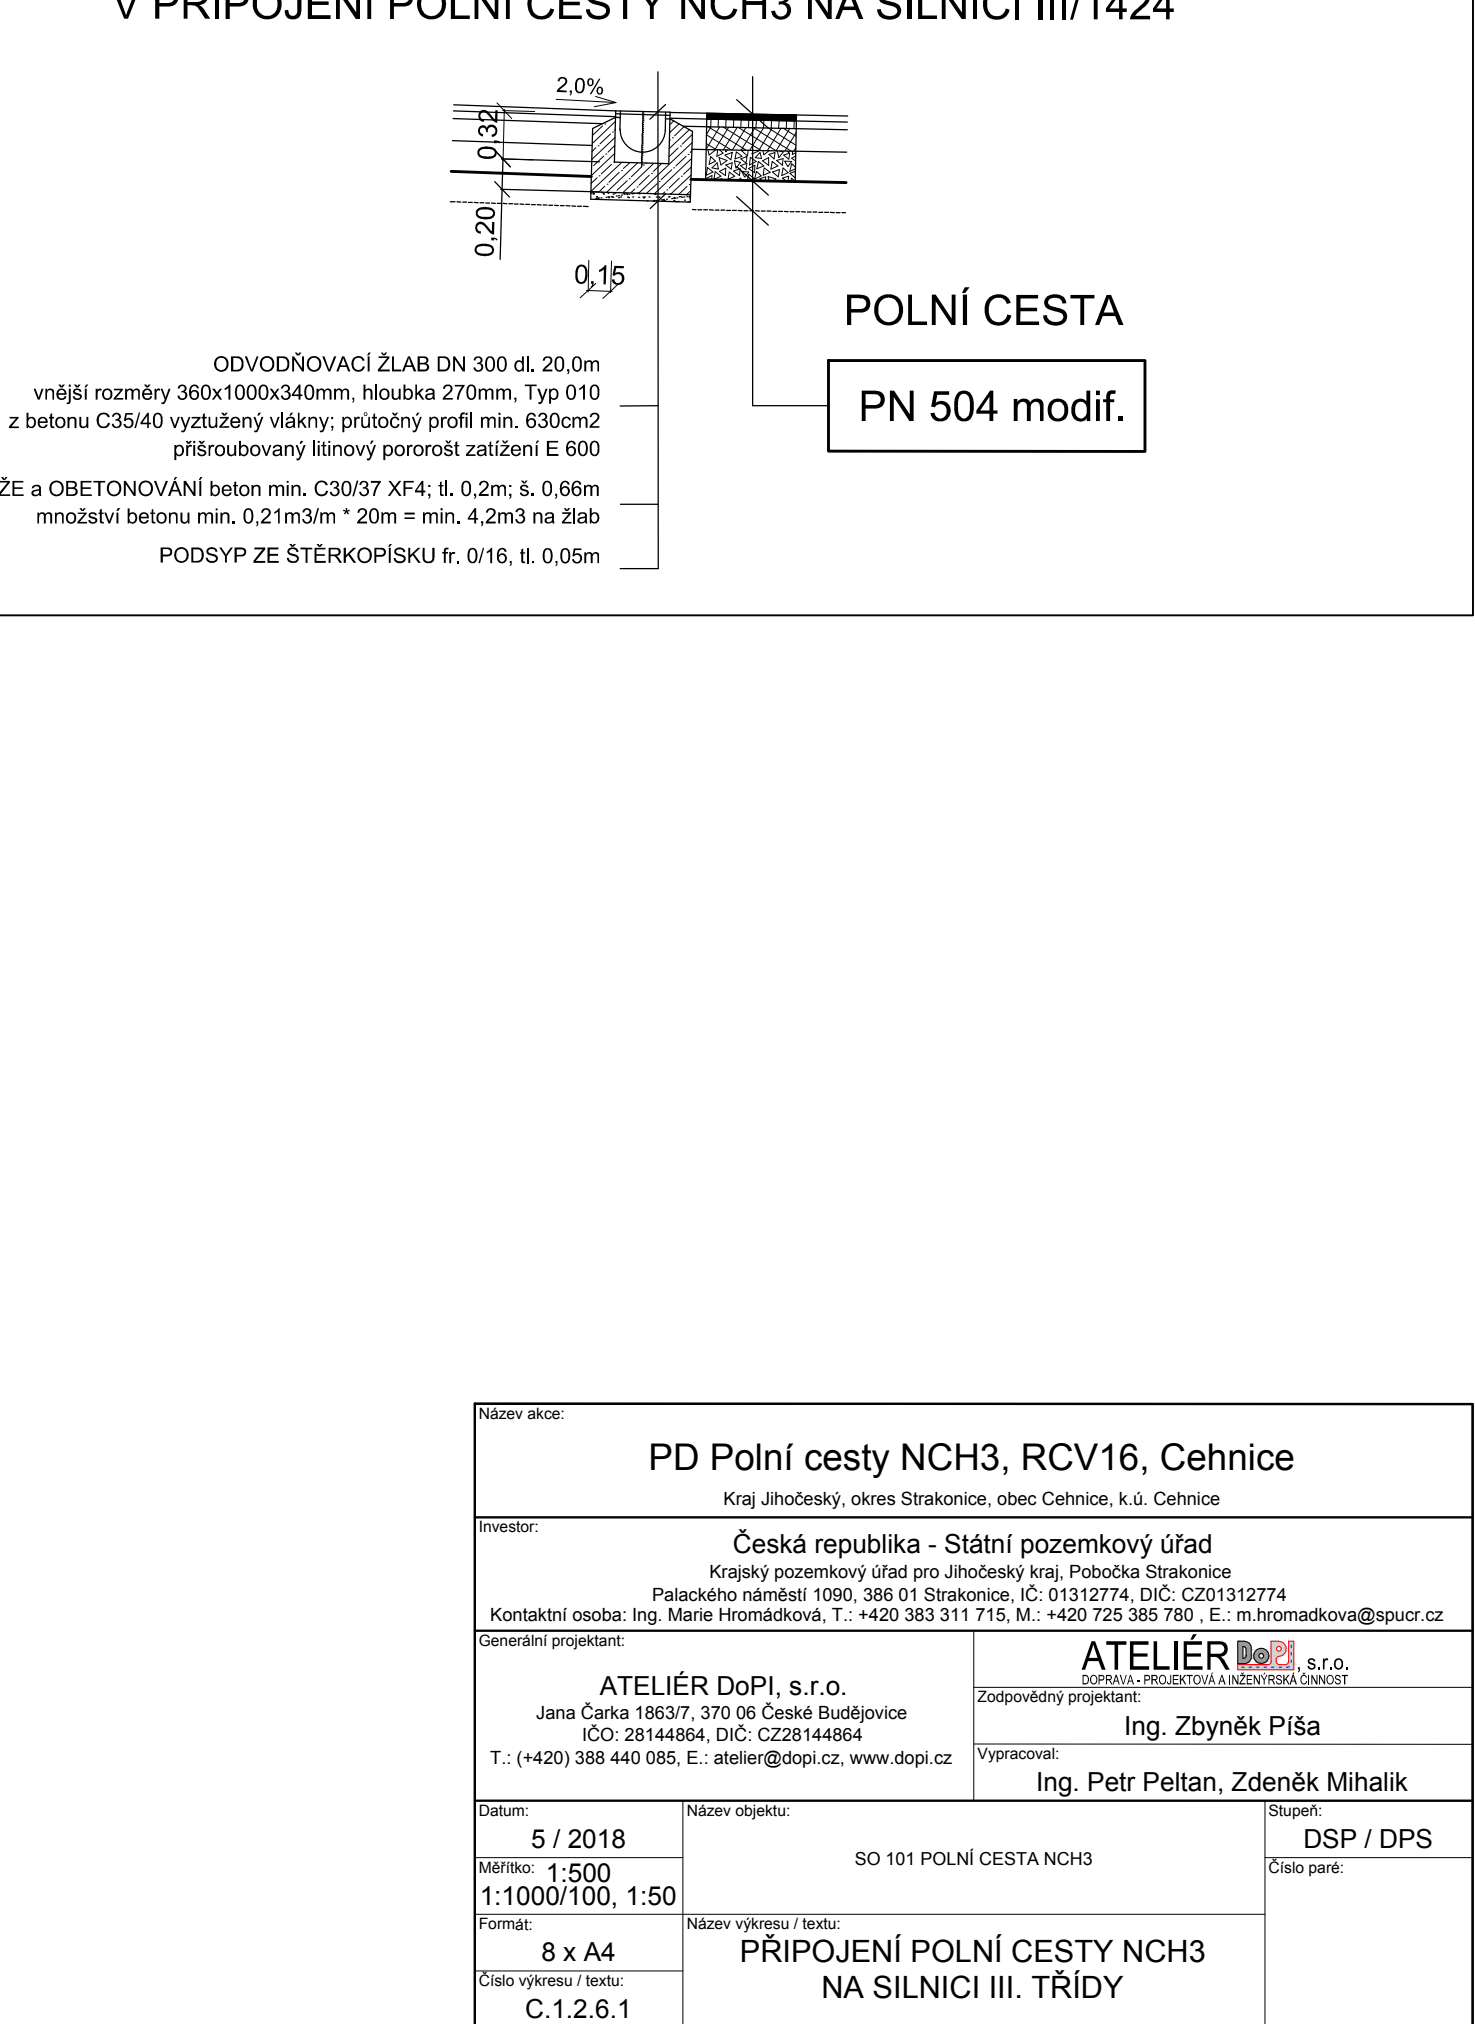 V PŘIPOJENÍ POLNÍ CESTY NCH3 NA SILNICI III/1424
2,0%
0,32
0,20
0,15
POLNÍ CESTA
PN 504 modif.
ODVODŇOVACÍ ŽLAB DN 300 dl. 20,0m
vnější rozměry 360x1000x340mm, hloubka 270mm, Typ 010
z betonu C35/40 vyztužený vlákny; průtočný profil min. 630cm2
přišroubovaný litinový pororošt zatížení E 600
ŽE a OBETONOVÁNÍ beton min. C30/37 XF4; tl. 0,2m; š. 0,66m
množství betonu min. 0,21m3/m * 20m = min. 4,2m3 na žlab
PODSYP ZE ŠTĚRKOPÍSKU fr. 0/16, tl. 0,05m
Název akce:
PD Polní cesty NCH3, RCV16, Cehnice
Kraj Jihočeský, okres Strakonice, obec Cehnice, k.ú. Cehnice
Investor:
Česká republika - Státní pozemkový úřad
Krajský pozemkový úřad pro Jihočeský kraj, Pobočka Strakonice
Palackého náměstí 1090, 386 01 Strakonice, IČ: 01312774, DIČ: CZ01312774
Kontaktní osoba: Ing. Marie Hromádková, T.: +420 383 311 715, M.: +420 725 385 780 , E.: m.hromadkova@spucr.cz
Generální projektant:
ATELIÉR DoPI, s.r.o.
Jana Čarka 1863/7, 370 06 České Budějovice
IČO: 28144864, DIČ: CZ28144864
T.: (+420) 388 440 085, E.: atelier@dopi.cz, www.dopi.cz
ATELIÉR DoPI, s.r.o.
DOPRAVA - PROJEKTOVÁ A INŽENÝRSKÁ ČINNOST
Zodpovědný projektant:
Ing. Zbyněk Píša
Vypracoval:
Ing. Petr Peltan, Zdeněk Mihalik
Datum:
5 / 2018
Název objektu:
SO 101 POLNÍ CESTA NCH3
Stupeň:
DSP / DPS
Měřítko: 1:500
1:1000/100, 1:50
Číslo paré:
Formát:
8 x A4
Název výkresu / textu:
PŘIPOJENÍ POLNÍ CESTY NCH3
NA SILNICI III. TŘÍDY
Číslo výkresu / textu:
C.1.2.6.1